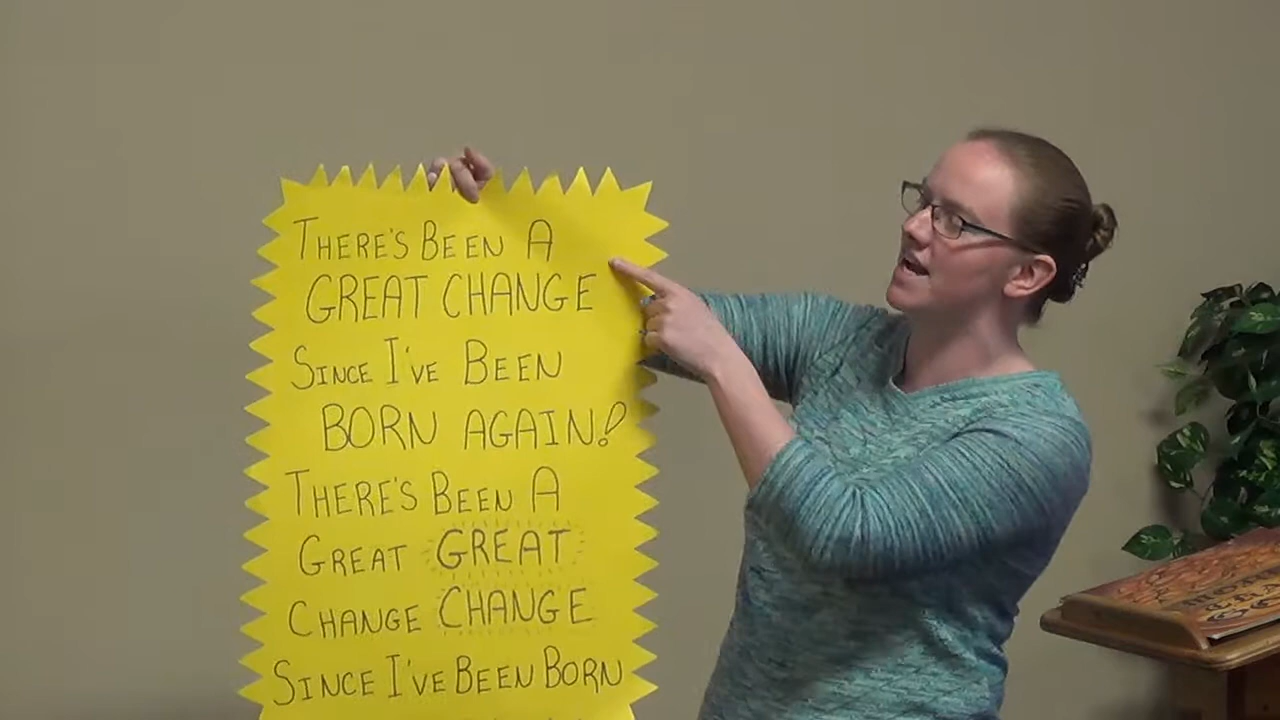 THERE'S BEEN A
GREAT CHANGE
SINCE I'VE BEEN
BORN AGAIN!
THERE'S BEEN A
GREAT GREAT
CHANGE CHANGE
SINCE I'VE BEEN BORN